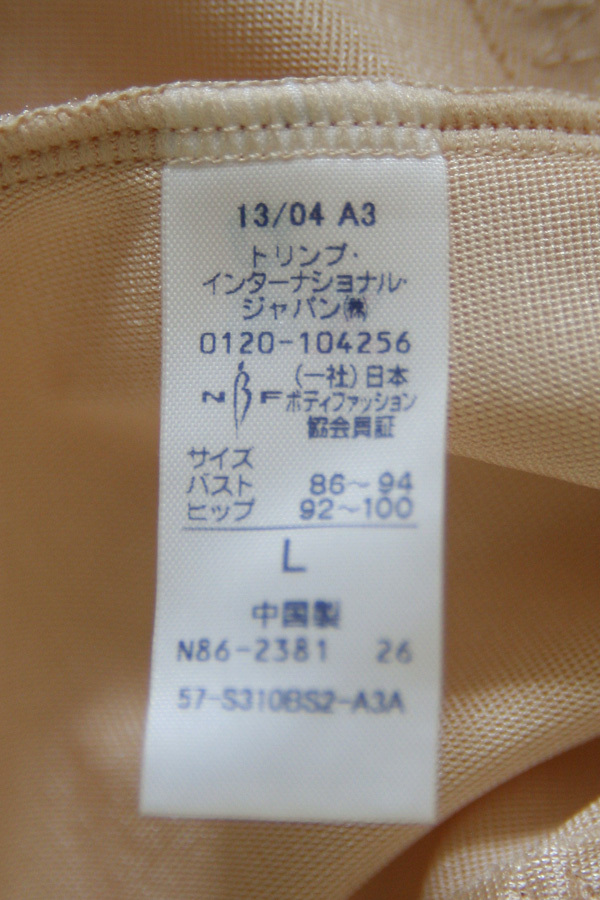 13/04 A3
トリンプ・
インターナショナル・
ジャパン㈱
0120-104256
NBF (一社)日本
ボディファッション
協会会員証
サイズ
バスト 86〜94
ヒップ 92〜100
L
中国製
N86-2381 26
57-S310BS2-A3A